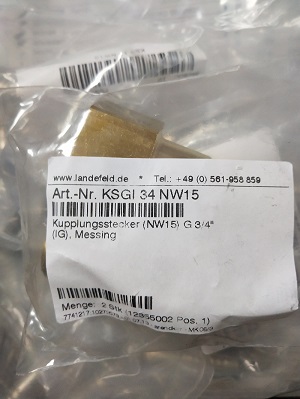 www.landefeld.de * Tel.: +49 (0) 561-958 859
Art.-Nr. KSGI 34 NW15
Kupplungsstecker (NW15) G 3/4"
(IG), Messing
Menge: 2 Stk (12866002 Pos. 1)